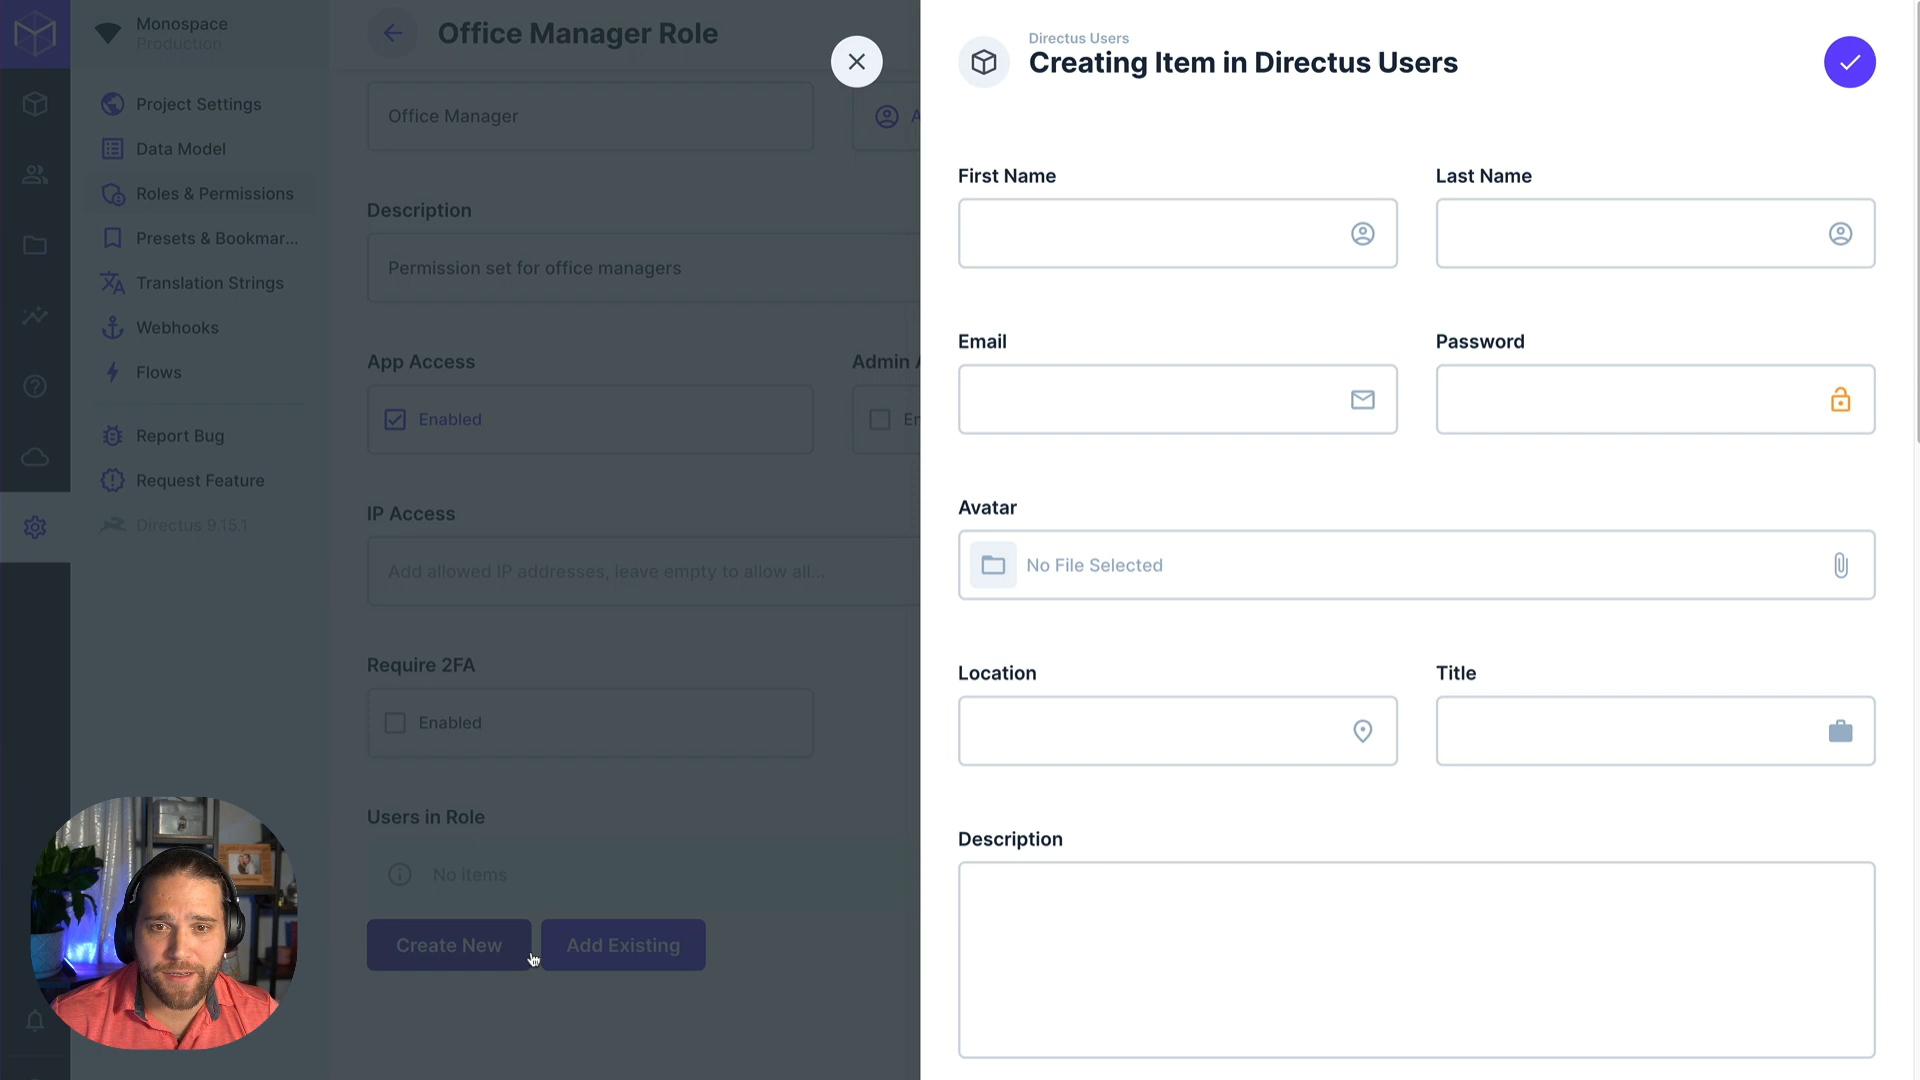 Monospace
Production
Project Settings
Data Model
Roles & Permissions
Presets & Bookmar...
Translation Strings
Webhooks
Flows
Report Bug
Request Feature
Directus 9.15.1
Office Manager Role
Office Manager
Description
Permission set for office managers
App Access
Admin A
Enabled
En
IP Access
Add allowed IP addresses, leave empty to allow all...
Require 2FA
Enabled
Users in Role
No items
Create New
Add Existing
Directus Users
Creating Item in Directus Users
First Name
Last Name
Email
Password
Avatar
No File Selected
Location
Title
Description